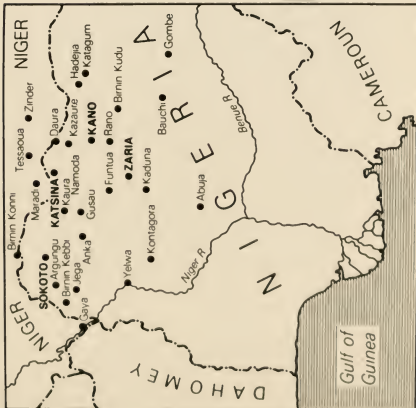 NIGER
NIGER
Birnin Konni
Tessaoua
Zinder
Maradi
SOKOTO
Argungu
Birnin Kebbi
Jega
Gaya
KATSINA
Kaura
Namoda
Gusau
Anka
Daura
Kazaure
Hadejia
Katagum
KANO
Rano
Birnin Kudu
Funtua
ZARIA
Kaduna
Yelwa
Kontagora
Bauchi
Gombe
Abuja
NIGERIA
Niger R
Benue R
DAHOMEY
CAMEROUN
Gulf of
Guinea